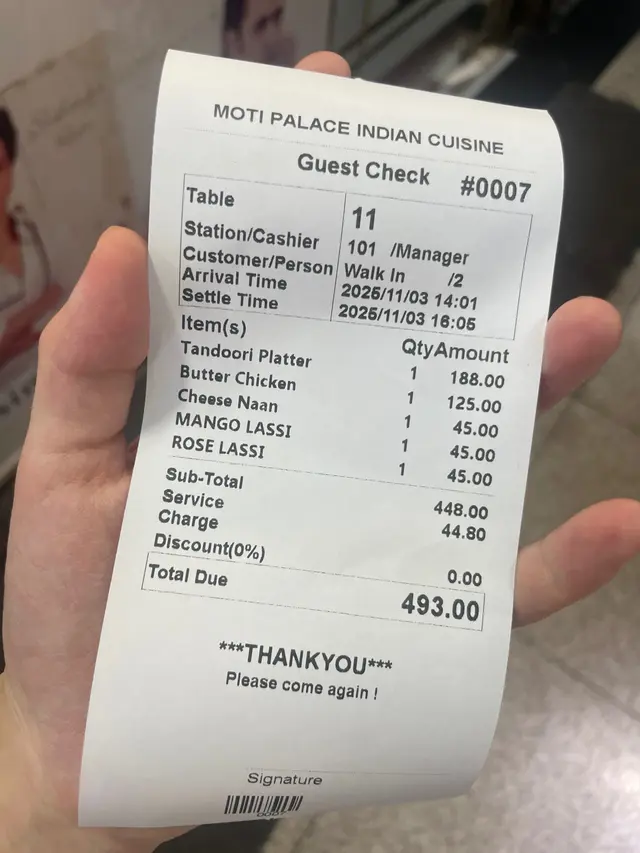 MOTI PALACE INDIAN CUISINE
Guest Check #0007
Table 11
Station/Cashier 101 /Manager
Customer/Person Walk In /2
Arrival Time 2025/11/03 14:01
Settle Time 2025/11/03 16:05
Item(s) Qty Amount
Tandoori Platter 1 188.00
Butter Chicken 1 125.00
Cheese Naan 1 45.00
MANGO LASSI 1 45.00
ROSE LASSI 1 45.00
Sub-Total 448.00
Service 44.80
Charge
Discount(0%) 0.00
Total Due 493.00
***THANKYOU***
Please come again !
Signature
0007